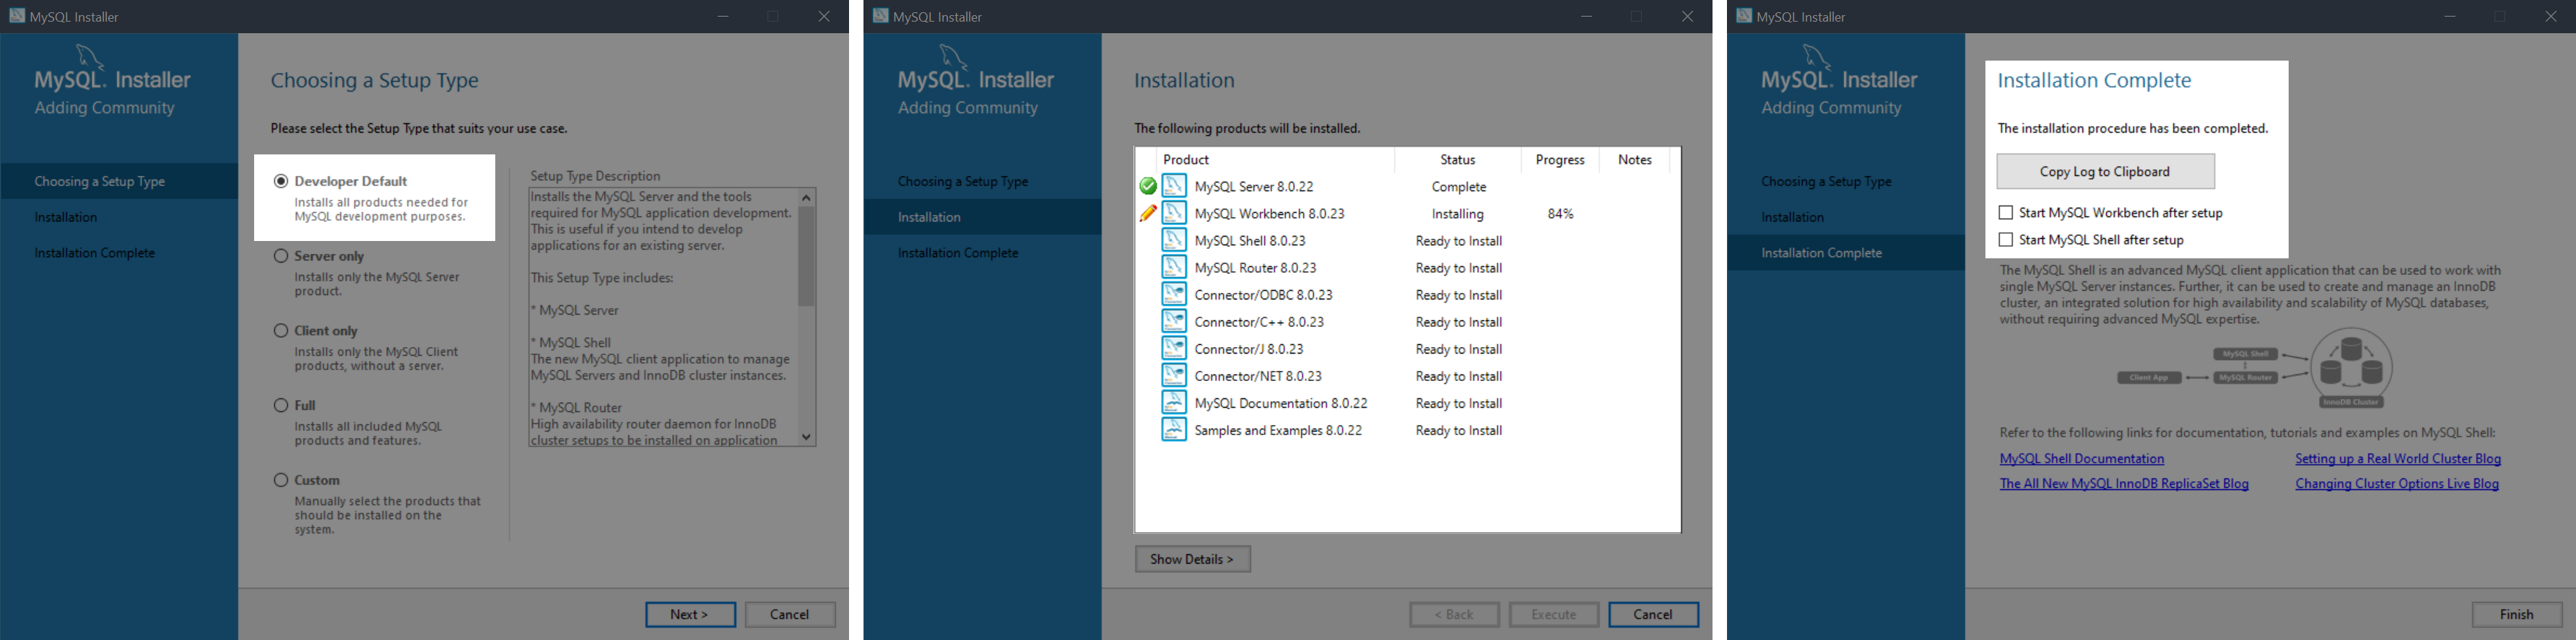 MySQL Installer
MySQL. Installer
Adding Community
Choosing a Setup Type
Installation
Installation Complete
Choosing a Setup Type
Please select the Setup Type that suits your use case.
Developer Default
Installs all products needed for
MySQL development purposes.
Server only
Installs only the MySQL Server
product.
Client only
Installs only the MySQL Client
products, without a server.
Full
Installs all included MySQL
products and features.
Custom
Manually select the products that
should be installed on the
system.
Setup Type Description
Installs the MySQL Server and the tools
required for MySQL application development.
This is useful if you intend to develop
applications for an existing server.
This Setup Type includes:
* MySQL Server
* MySQL Shell
The new MySQL client application to manage
MySQL Servers and InnoDB cluster instances.
* MySQL Router
High availability router daemon for InnoDB
cluster setups to be installed on application
Next >
Cancel
MySQL Installer
MySQL. Installer
Adding Community
Choosing a Setup Type
Installation
Installation Complete
Installation
The following products will be installed.
Product Status Progress Notes
MySQL Server 8.0.22 Complete
MySQL Workbench 8.0.23 Installing 84%
MySQL Shell 8.0.23 Ready to Install
MySQL Router 8.0.23 Ready to Install
Connector/ODBC 8.0.23 Ready to Install
Connector/C++ 8.0.23 Ready to Install
Connector/J 8.0.23 Ready to Install
Connector/NET 8.0.23 Ready to Install
MySQL Documentation 8.0.22 Ready to Install
Samples and Examples 8.0.22 Ready to Install
Show Details >
< Back
Execute
Cancel
MySQL Installer
MySQL. Installer
Adding Community
Choosing a Setup Type
Installation
Installation Complete
Installation Complete
The installation procedure has been completed.
Copy Log to Clipboard
Start MySQL Workbench after setup
Start MySQL Shell after setup
The MySQL Shell is an advanced MySQL client application that can be used to work with
single MySQL Server instances. Further, it can be used to create and manage an InnoDB
cluster, an integrated solution for high availability and scalability of MySQL databases,
without requiring advanced MySQL expertise.
MySQL Shell
Client App
MySQL Router
InnoDB Cluster
Refer to the following links for documentation, tutorials and examples on MySQL Shell:
MySQL Shell Documentation
Setting up a Real World Cluster Blog
The All New MySQL InnoDB ReplicaSet Blog
Changing Cluster Options Live Blog
Finish